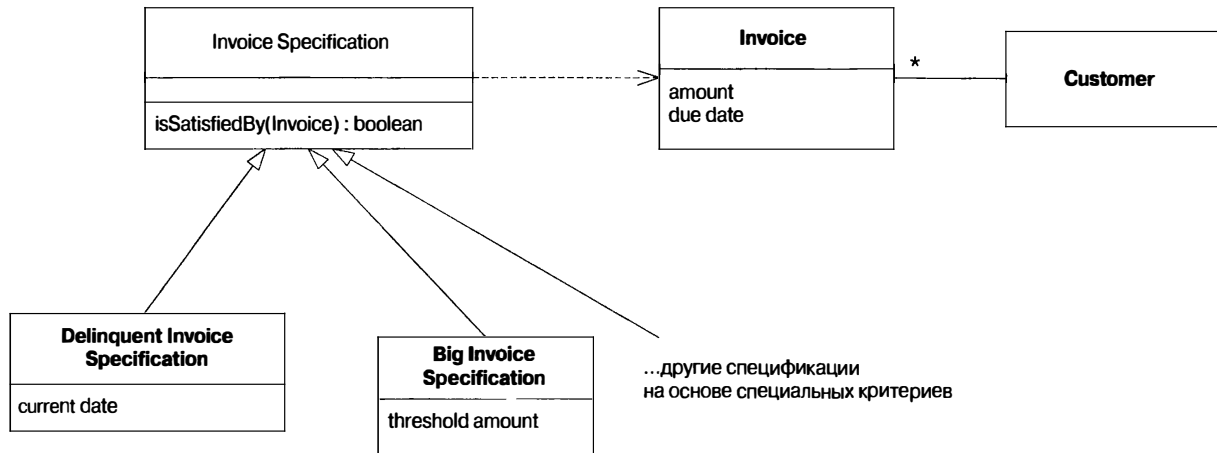 Invoice Specification
isSatisfiedBy(Invoice) : boolean
Invoice
amount
due date
*
Customer
Delinquent Invoice
Specification
current date
Big Invoice
Specification
threshold amount
...другие спецификации
на основе специальных критериев